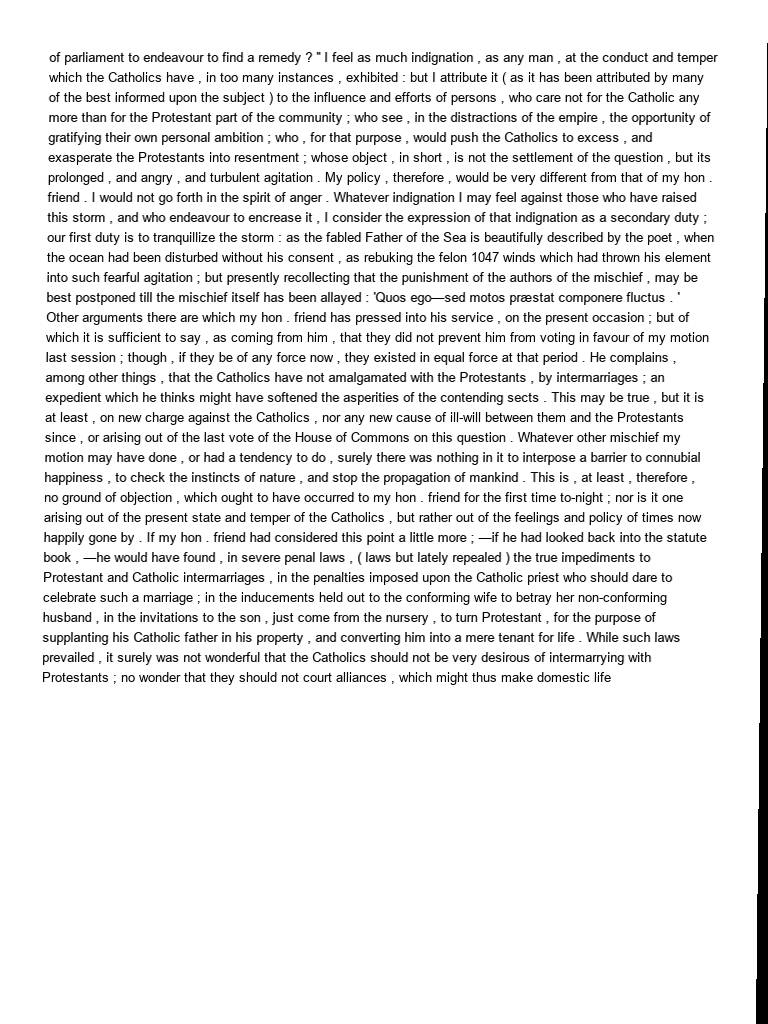 of parliament to endeavour to find a remedy ? " I feel as much indignation , as any man , at the conduct and temper
which the Catholics have , in too many instances , exhibited : but I attribute it ( as it has been attributed by many
of the best informed upon the subject ) to the influence and efforts of persons , who care not for the Catholic any
more than for the Protestant part of the community ; who see , in the distractions of the empire , the opportunity of
gratifying their own personal ambition ; who , for that purpose , would push the Catholics to excess , and
exasperate the Protestants into resentment ; whose object , in short , is not the settlement of the question , but its
prolonged , and angry , and turbulent agitation . My policy , therefore , would be very different from that of my hon .
friend . I would not go forth in the spirit of anger . Whatever indignation I may feel against those who have raised
this storm , and who endeavour to encrease it , I consider the expression of that indignation as a secondary duty ;
our first duty is to tranquillize the storm : as the fabled Father of the Sea is beautifully described by the poet , when
the ocean had been disturbed without his consent , as rebuking the felon 1047 winds which had thrown his element
into such fearful agitation ; but presently recollecting that the punishment of the authors of the mischief , may be
best postponed till the mischief itself has been allayed : 'Quos ego—sed motos præstat componere fluctus . '
Other arguments there are which my hon . friend has pressed into his service , on the present occasion ; but of
which it is sufficient to say , as coming from him , that they did not prevent him from voting in favour of my motion
last session ; though , if they be of any force now , they existed in equal force at that period . He complains ,
among other things , that the Catholics have not amalgamated with the Protestants , by intermarriages ; an
expedient which he thinks might have softened the asperities of the contending sects . This may be true , but it is
at least , on new charge against the Catholics , nor any new cause of ill-will between them and the Protestants
since , or arising out of the last vote of the House of Commons on this question . Whatever other mischief my
motion may have done , or had a tendency to do , surely there was nothing in it to interpose a barrier to connubial
happiness , to check the instincts of nature , and stop the propagation of mankind . This is , at least , therefore ,
no ground of objection , which ought to have occurred to my hon . friend for the first time to-night ; nor is it one
arising out of the present state and temper of the Catholics , but rather out of the feelings and policy of times now
happily gone by . If my hon . friend had considered this point a little more ; —if he had looked back into the statute
book , —he would have found , in severe penal laws , ( laws but lately repealed ) the true impediments to
Protestant and Catholic intermarriages , in the penalties imposed upon the Catholic priest who should dare to
celebrate such a marriage ; in the inducements held out to the conforming wife to betray her non-conforming
husband , in the invitations to the son , just come from the nursery , to turn Protestant , for the purpose of
supplanting his Catholic father in his property , and converting him into a mere tenant for life . While such laws
prevailed , it surely was not wonderful that the Catholics should not be very desirous of intermarrying with
Protestants ; no wonder that they should not court alliances , which might thus make domestic life